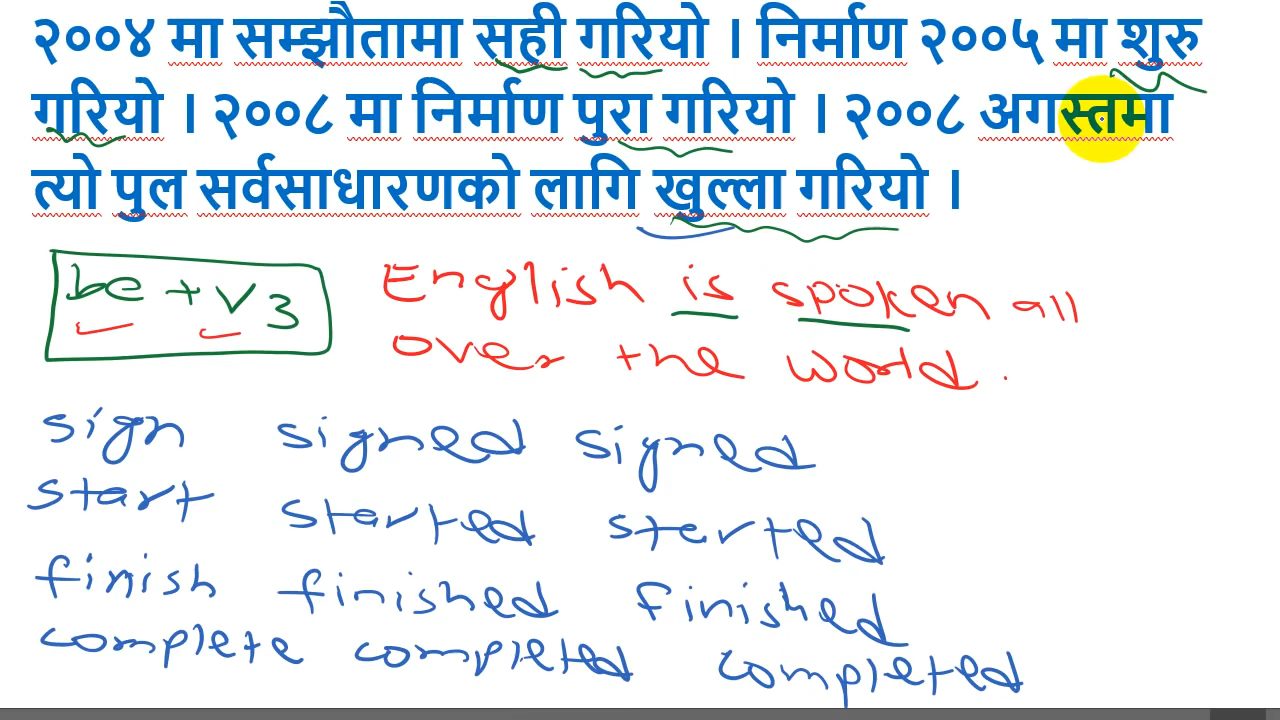 २००४ मा सम्झौतामा सही गरियो । निर्माण २००५ मा शुरु
गरियो । २००८ मा निर्माण पुरा गरियो । २००८ अगस्तमा
त्यो पुल सर्वसाधारणको लागि खुल्ला गरियो ।
be + v3
English is spoken all
over the world.
sign signed signed
start started started
finish finished finished
complete completed completed